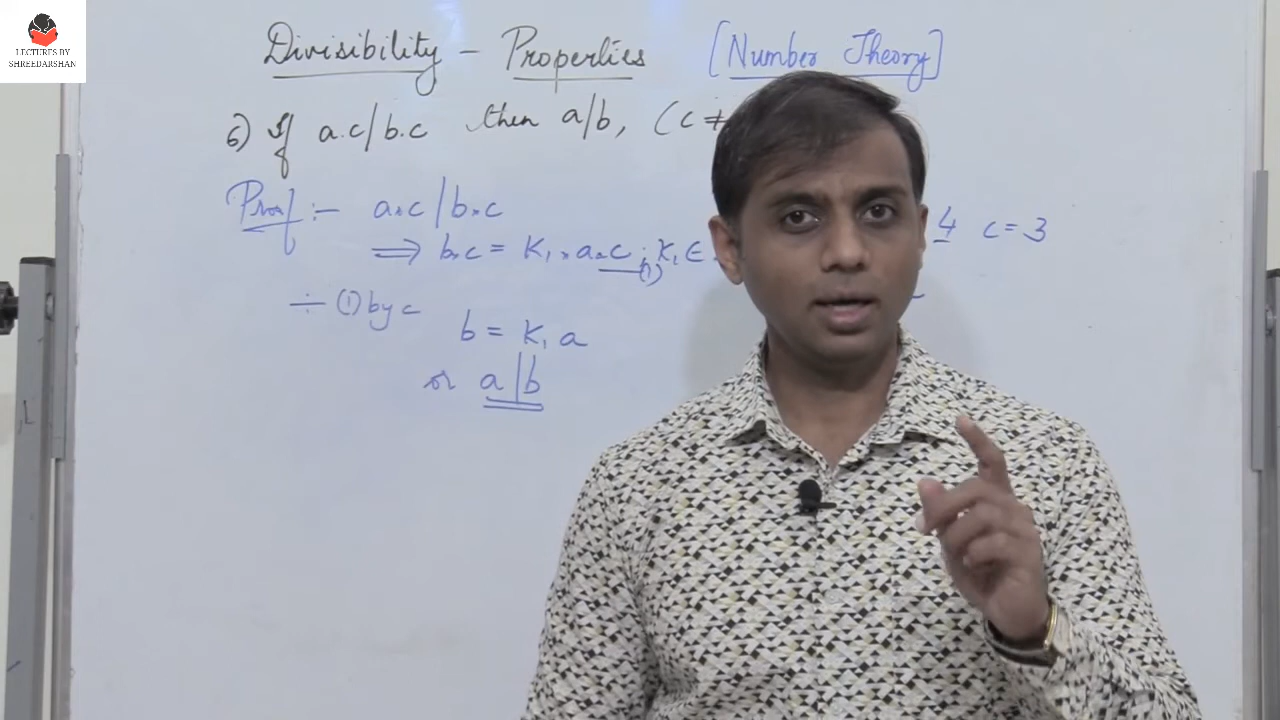 LECTURES BY
SHREEDARSHAN
Divisibility - Properties [Number Theory]
6) If a.c/b.c then a/b, (c ≠
Proof :- a.c | b.c
⟹ b.c = K₁.a.c ; K₁ ∈
(1)
4 c = 3
÷ (1) by c
b = K₁ a
or a|b